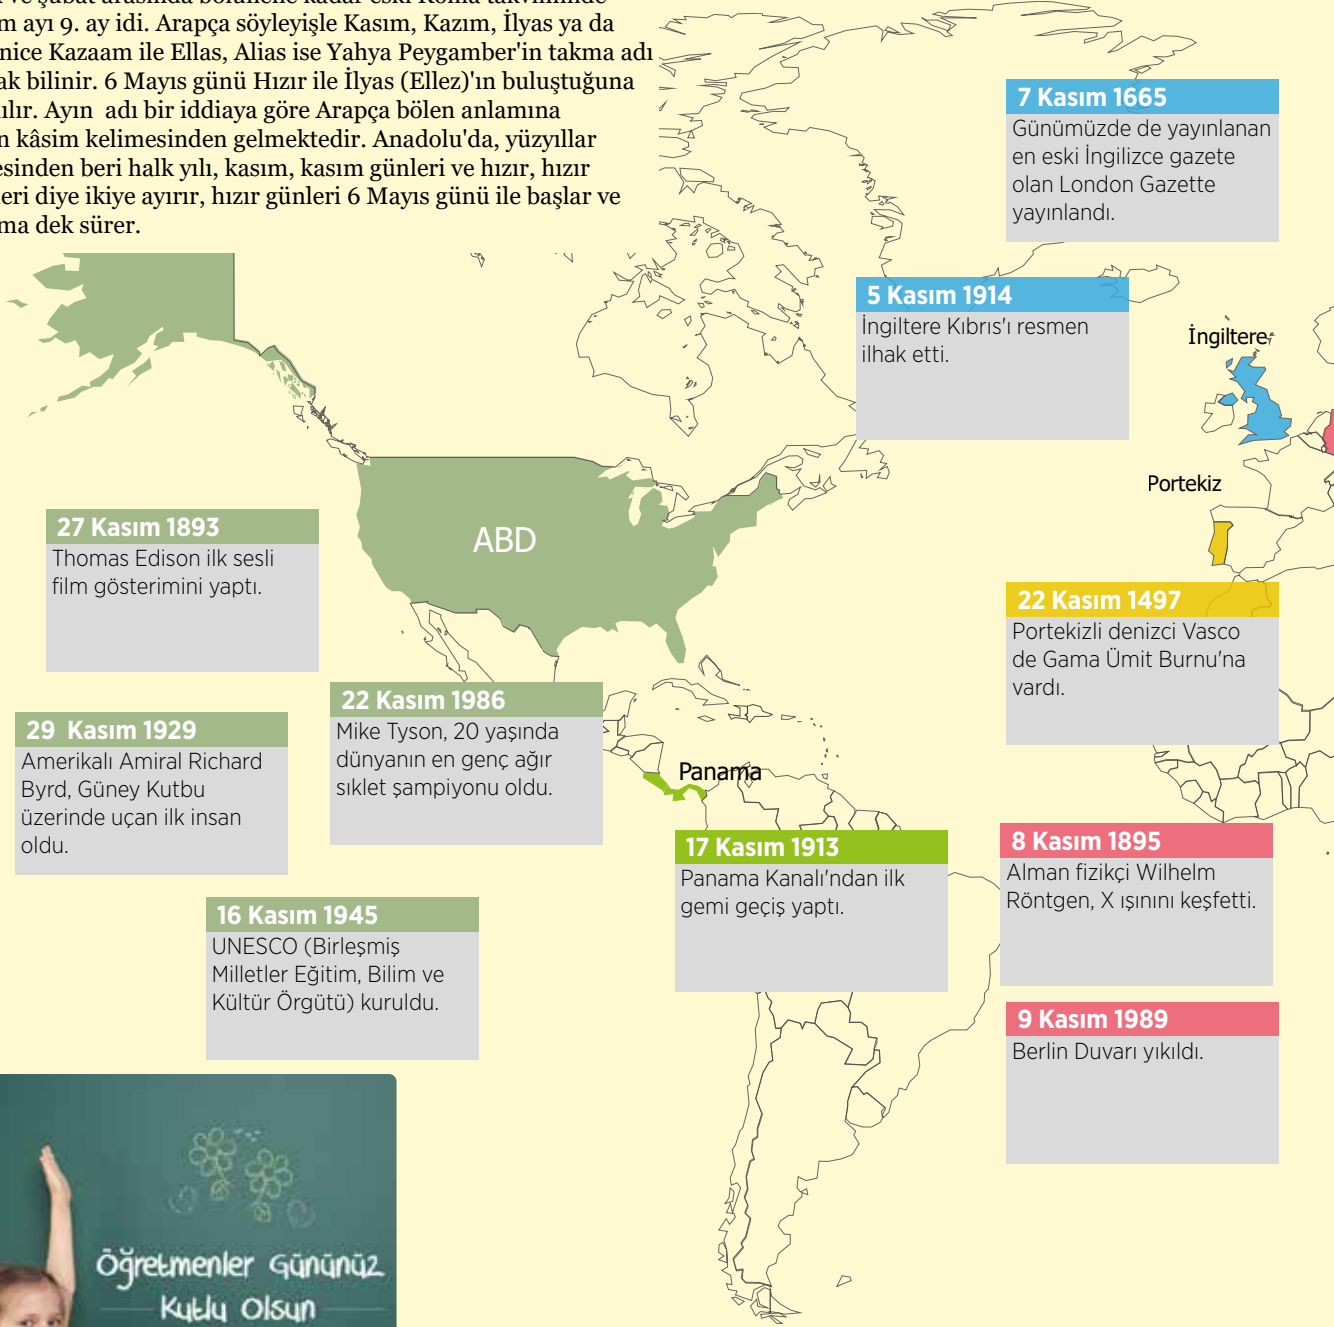 ve şubat arasında bölünene kadar eski Roma takviminde
ayı 9. ay idi. Arapça söyleyişle Kasım, Kazım, İlyas ya da
Kazaam ile Ellas, Alias ise Yahya Peygamber'in takma adı
bilinir. 6 Mayıs günü Hızır ile İlyas (Ellez)'ın buluştuğuna
Ayın adı bir iddiaya göre Arapça bölen anlamına
kâsim kelimesinden gelmektedir. Anadolu'da, yüzyıllar
beri halk yılı, kasım, kasım günleri ve hızır, hızır
diye ikiye ayırır, hızır günleri 6 Mayıs günü ile başlar ve
dek sürer.
7 Kasım 1665
Günümüzde de yayınlanan
en eski İngilizce gazete
olan London Gazette
yayınlandı.
5 Kasım 1914
İngiltere Kıbrıs'ı resmen
ilhak etti.
İngiltere
Portekiz
ABD
27 Kasım 1893
Thomas Edison ilk sesli
film gösterimini yaptı.
22 Kasım 1497
Portekizli denizci Vasco
de Gama Ümit Burnu'na
vardı.
22 Kasım 1986
Mike Tyson, 20 yaşında
dünyanın en genç ağır
sıklet şampiyonu oldu.
29 Kasım 1929
Amerikalı Amiral Richard
Byrd, Güney Kutbu
üzerinde uçan ilk insan
oldu.
Panama
17 Kasım 1913
Panama Kanalı'ndan ilk
gemi geçiş yaptı.
8 Kasım 1895
Alman fizikçi Wilhelm
Röntgen, X ışınını keşfetti.
16 Kasım 1945
UNESCO (Birleşmiş
Milletler Eğitim, Bilim ve
Kültür Örgütü) kuruldu.
9 Kasım 1989
Berlin Duvarı yıkıldı.
Öğretmenler Gününüz
Kutlu Olsun